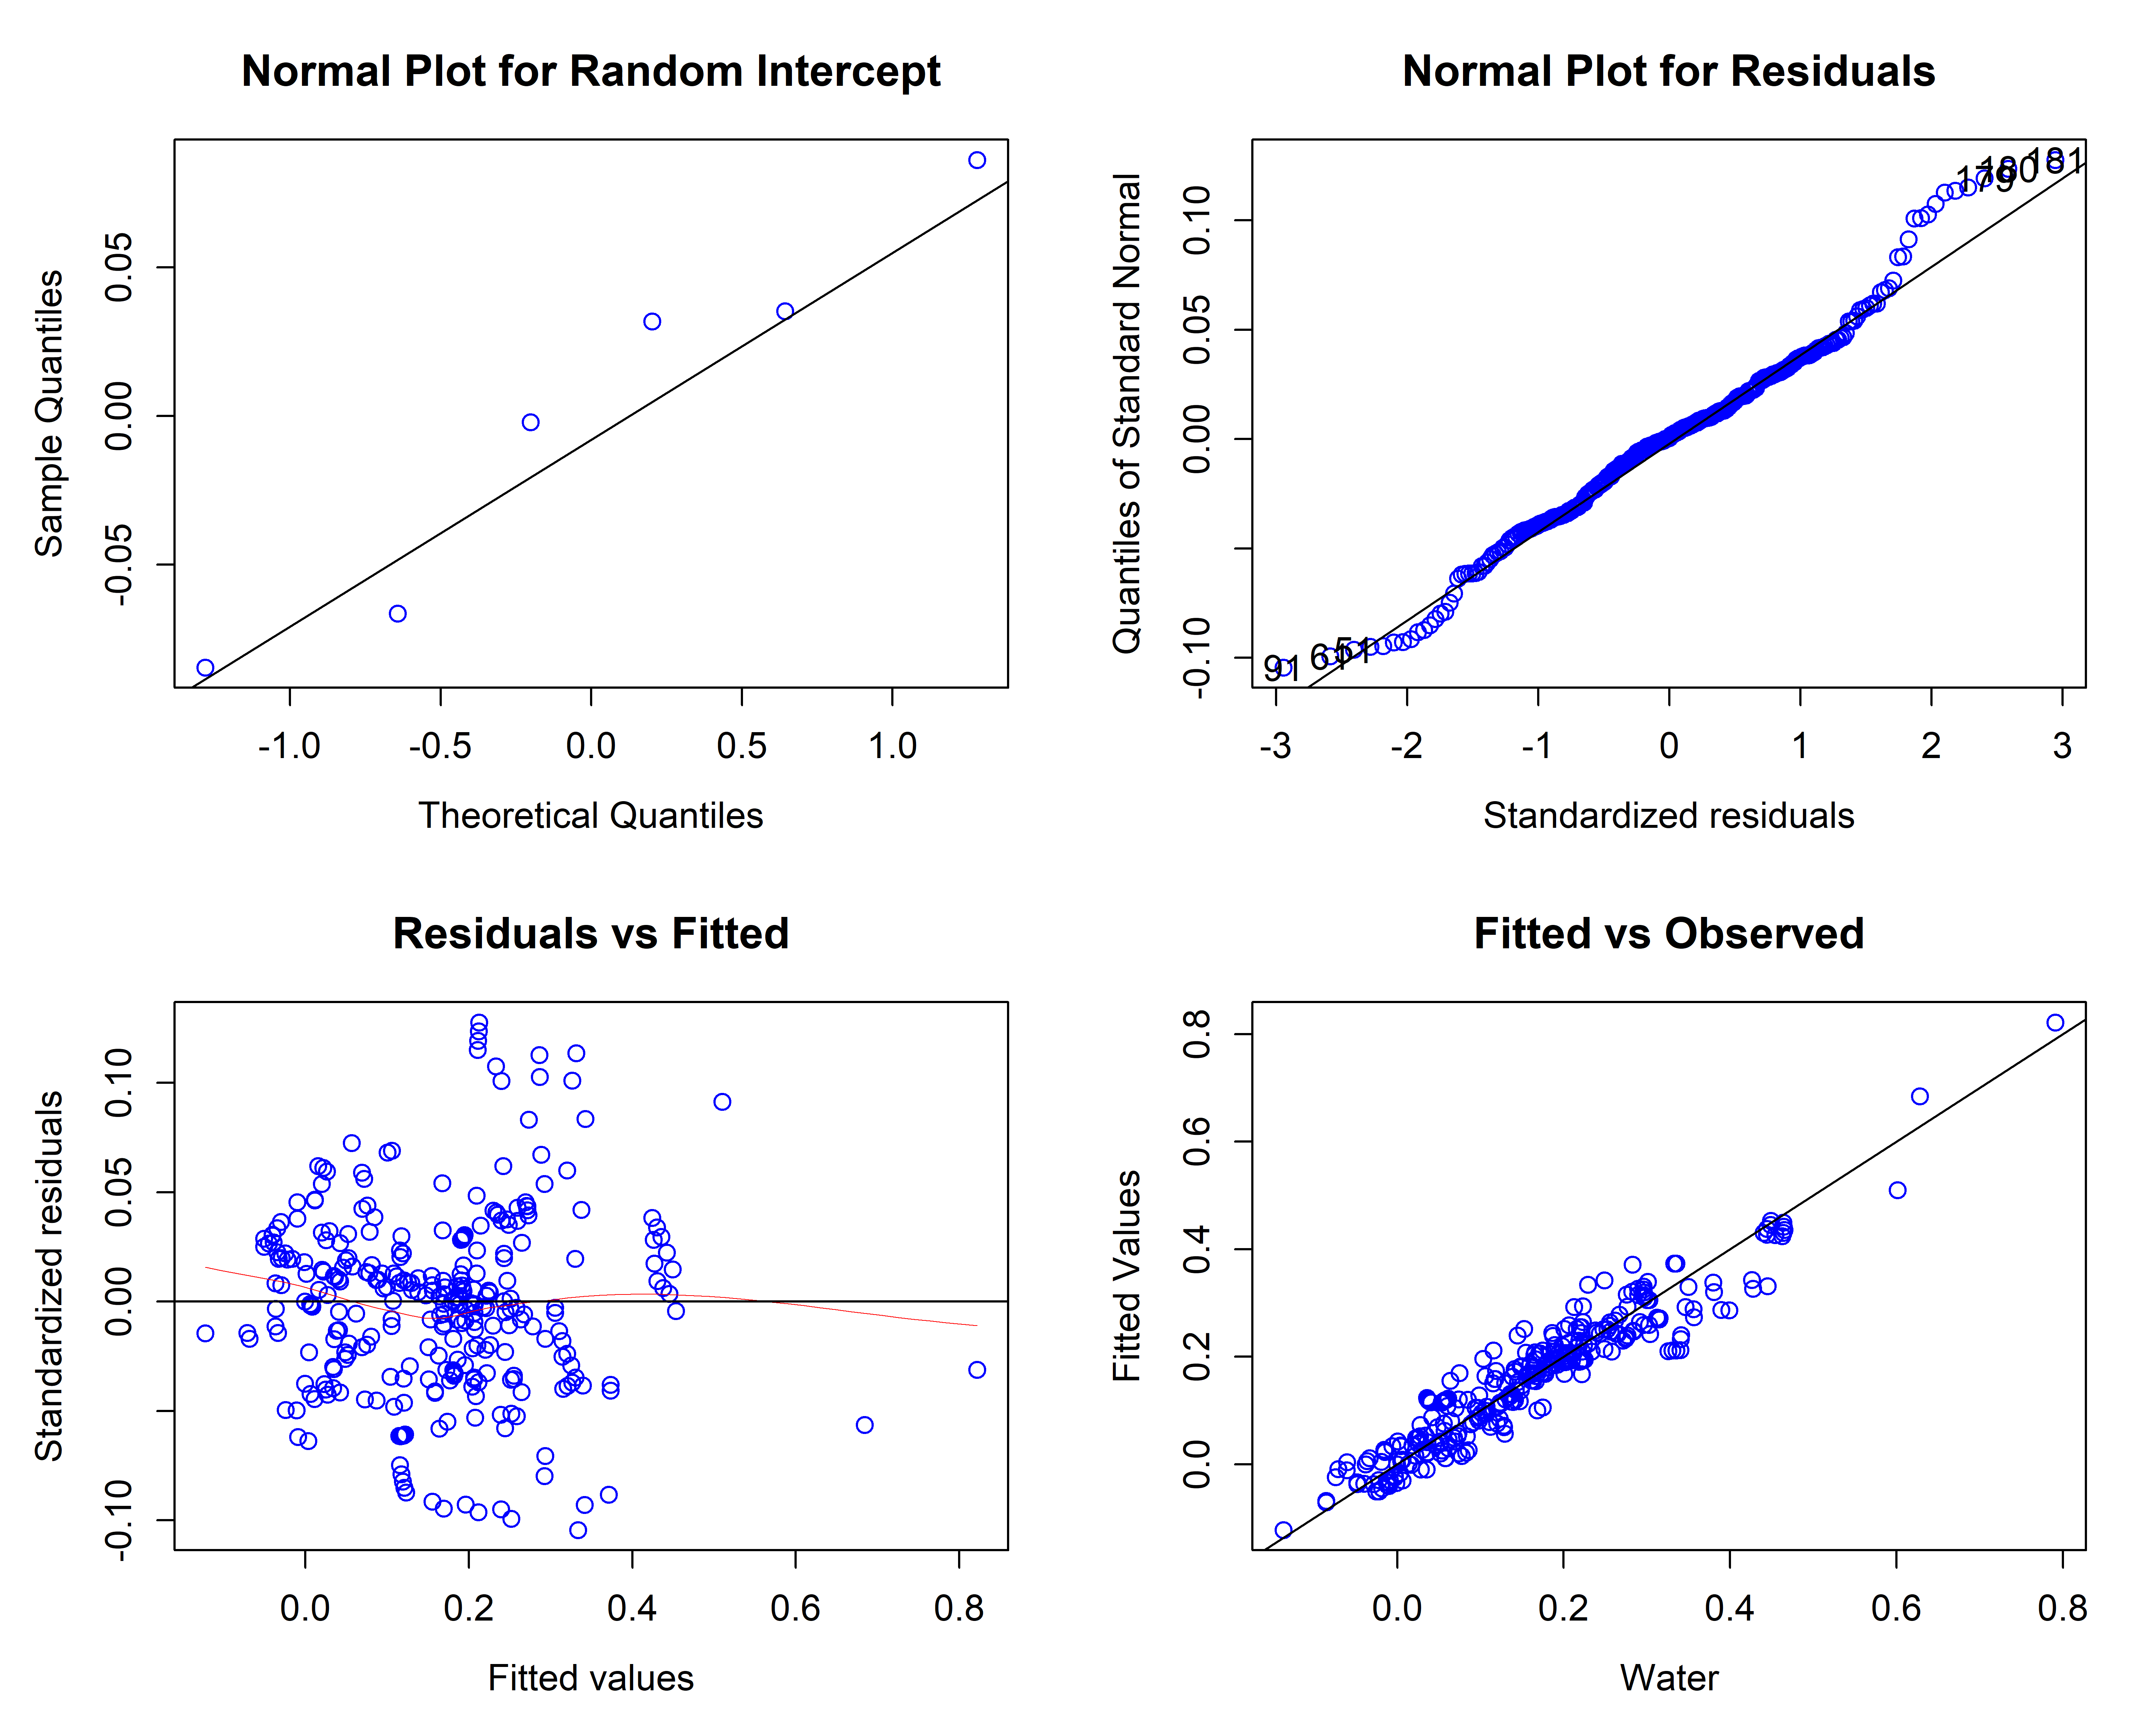 Normal Plot for Random Intercept
Sample Quantiles
0.05
0.00
-0.05
-1.0 -0.5 0.0 0.5 1.0
Theoretical Quantiles
Normal Plot for Residuals
Quantiles of Standard Normal
0.10
0.05
0.00
-0.10
181
180
179
91
51
-3 -2 -1 0 1 2 3
Standardized residuals
Residuals vs Fitted
Standardized residuals
0.10
0.05
0.00
-0.10
0.0 0.2 0.4 0.6 0.8
Fitted values
Fitted vs Observed
Fitted Values
0.8
0.6
0.4
0.2
0.0
0.0 0.2 0.4 0.6 0.8
Water